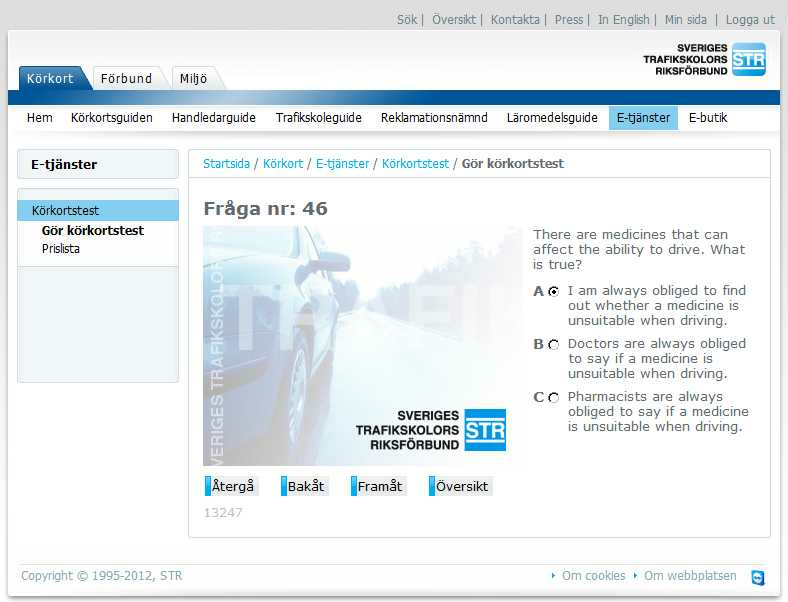 Sök | Översikt | Kontakta | Press | In English | Min sida | Logga ut
SVERIGES
TRAFIKSKOLORS
RIKSFÖRBUND
STR
Körkort Förbund Miljö
Hem Körkortsguiden Handledarguide Trafikskoleguide Reklamationsnämnd Läromedelsguide E-tjänster E-butik
E-tjänster
Körkortstest
Gör körkortstest
Prislista
Startsida / Körkort / E-tjänster / Körkortstest / Gör körkortstest
Fråga nr: 46
SVERIGES
TRAFIKSKOLORS
RIKSFÖRBUND
STR
There are medicines that can
affect the ability to drive. What
is true?
A I am always obliged to find
out whether a medicine is
unsuitable when driving.
B Doctors are always obliged
to say if a medicine is
unsuitable when driving.
C Pharmacists are always
obliged to say if a medicine
is unsuitable when driving.
Återgå Bakåt Framåt Översikt
13247
Copyright © 1995-2012, STR
Om cookies Om webbplatsen